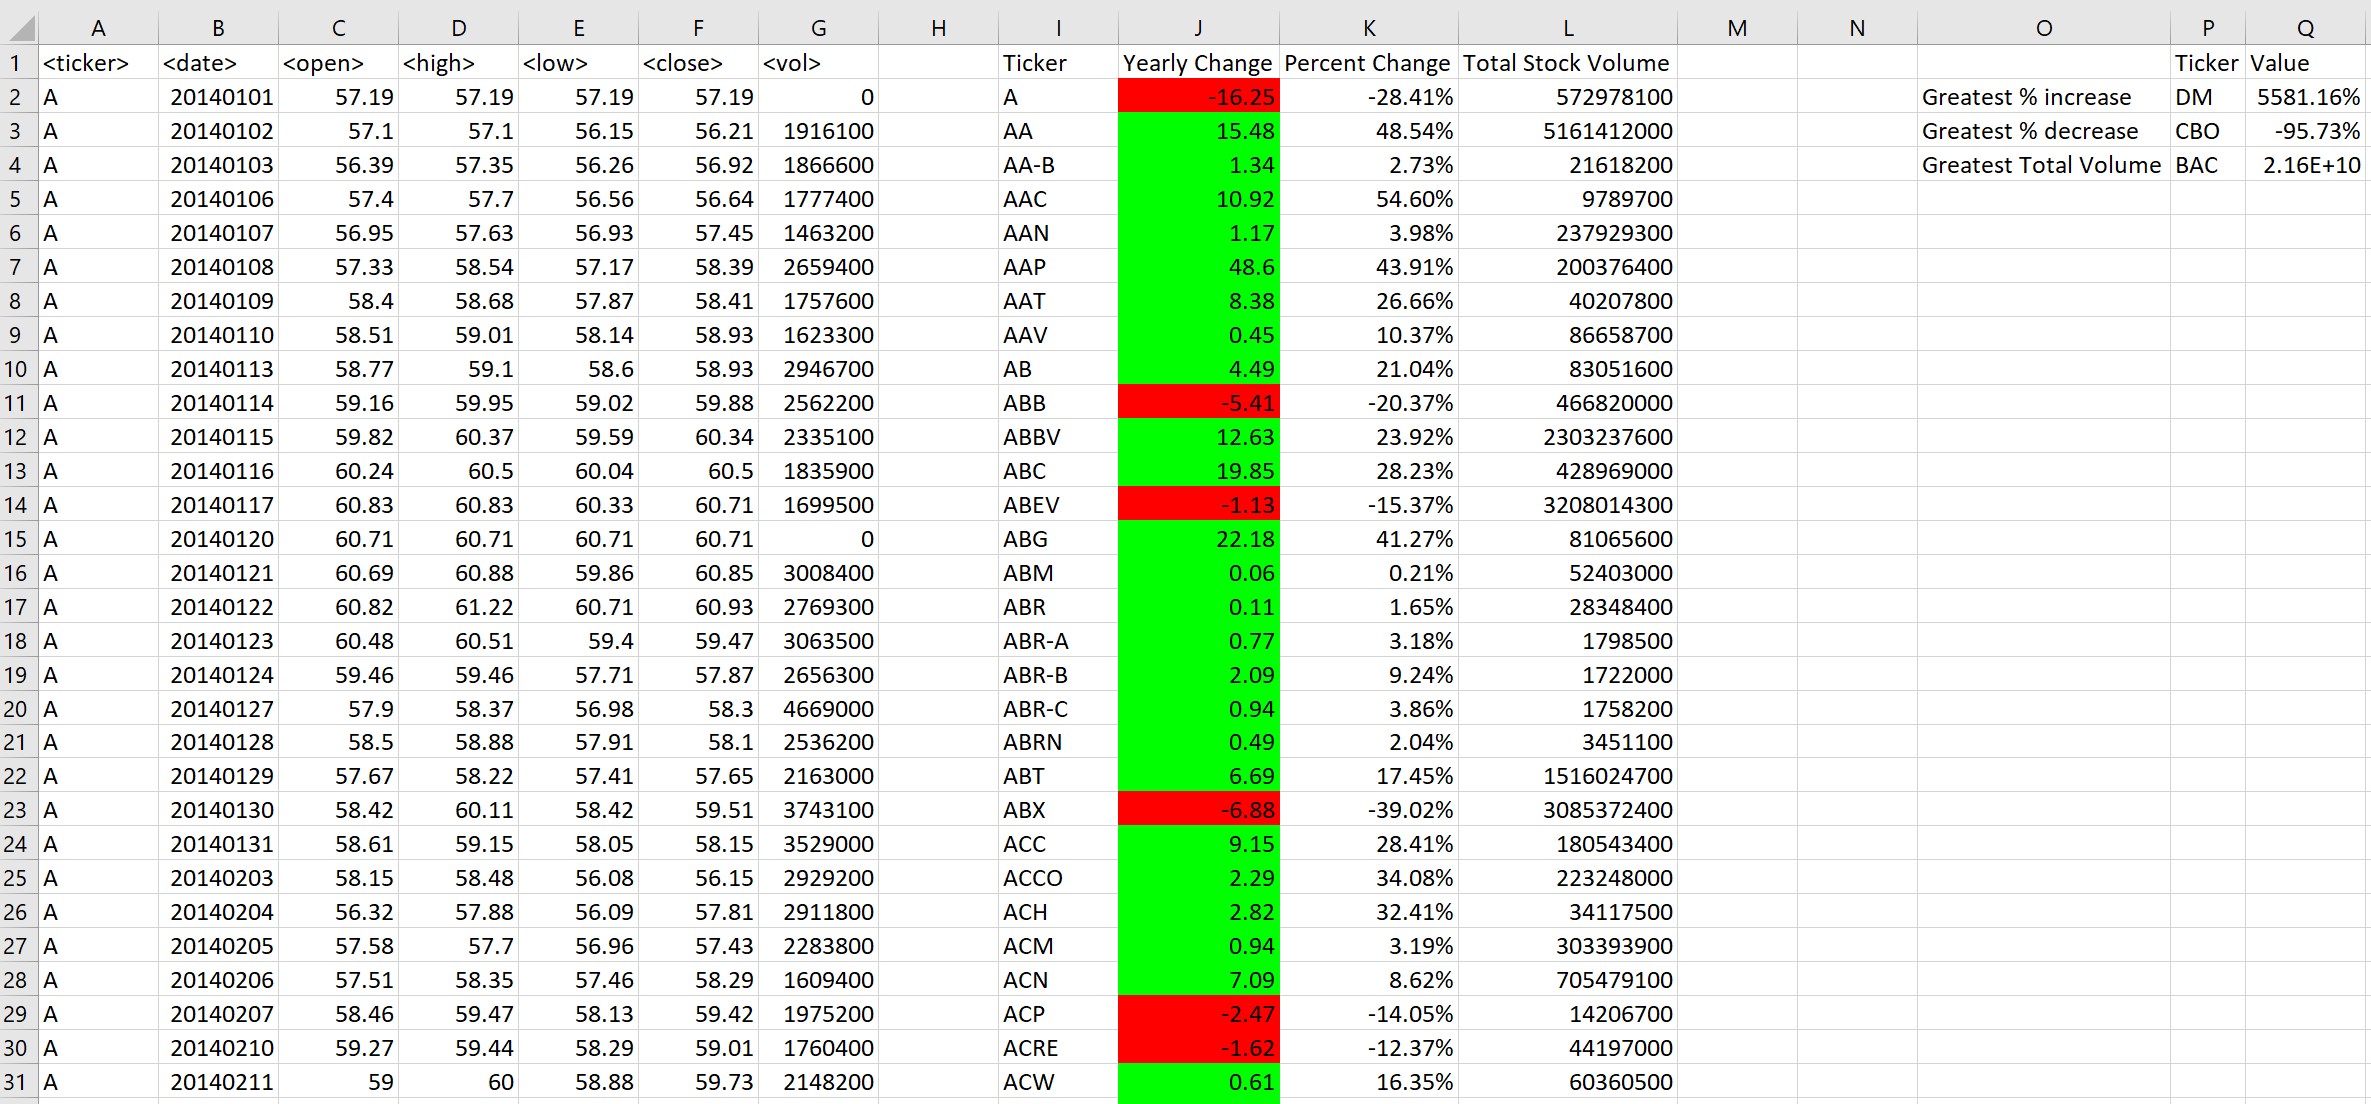 A B C D E F G H I J K L M N O P Q
1 <ticker> <date> <open> <high> <low> <close> <vol> Ticker Yearly Change Percent Change Total Stock Volume Ticker Value
2 A 20140101 57.19 57.19 57.19 57.19 0 A -16.25 -28.41% 572978100 Greatest % increase DM 5581.16%
3 A 20140102 57.1 57.1 56.15 56.21 1916100 AA 15.48 48.54% 5161412000 Greatest % decrease CBO -95.73%
4 A 20140103 56.39 57.35 56.26 56.92 1866600 AA-B 1.34 2.73% 21618200 Greatest Total Volume BAC 2.16E+10
5 A 20140106 57.4 57.7 56.56 56.64 1777400 AAC 10.92 54.60% 9789700
6 A 20140107 56.95 57.63 56.93 57.45 1463200 AAN 1.17 3.98% 237929300
7 A 20140108 57.33 58.54 57.17 58.39 2659400 AAP 48.6 43.91% 200376400
8 A 20140109 58.4 58.68 57.87 58.41 1757600 AAT 8.38 26.66% 40207800
9 A 20140110 58.51 59.01 58.14 58.93 1623300 AAV 0.45 10.37% 86658700
10 A 20140113 58.77 59.1 58.6 58.93 2946700 AB 4.49 21.04% 83051600
11 A 20140114 59.16 59.95 59.02 59.88 2562200 ABB -5.41 -20.37% 466820000
12 A 20140115 59.82 60.37 59.59 60.34 2335100 ABBV 12.63 23.92% 2303237600
13 A 20140116 60.24 60.5 60.04 60.5 1835900 ABC 19.85 28.23% 428969000
14 A 20140117 60.83 60.83 60.33 60.71 1699500 ABEV -1.13 -15.37% 3208014300
15 A 20140120 60.71 60.71 60.71 60.71 0 ABG 22.18 41.27% 81065600
16 A 20140121 60.69 60.88 59.86 60.85 3008400 ABM 0.06 0.21% 52403000
17 A 20140122 60.82 61.22 60.71 60.93 2769300 ABR 0.11 1.65% 28348400
18 A 20140123 60.48 60.51 59.4 59.47 3063500 ABR-A 0.77 3.18% 1798500
19 A 20140124 59.46 59.46 57.71 57.87 2656300 ABR-B 2.09 9.24% 1722000
20 A 20140127 57.9 58.37 56.98 58.3 4669000 ABR-C 0.94 3.86% 1758200
21 A 20140128 58.5 58.88 57.91 58.1 2536200 ABRN 0.49 2.04% 3451100
22 A 20140129 57.67 58.22 57.41 57.65 2163000 ABT 6.69 17.45% 1516024700
23 A 20140130 58.42 60.11 58.42 59.51 3743100 ABX -6.88 -39.02% 3085372400
24 A 20140131 58.61 59.15 58.05 58.15 3529000 ACC 9.15 28.41% 180543400
25 A 20140203 58.15 58.48 56.08 56.15 2929200 ACCO 2.29 34.08% 223248000
26 A 20140204 56.32 57.88 56.09 57.81 2911800 ACH 2.82 32.41% 34117500
27 A 20140205 57.58 57.7 56.96 57.43 2283800 ACM 0.94 3.19% 303393900
28 A 20140206 57.51 58.35 57.46 58.29 1609400 ACN 7.09 8.62% 705479100
29 A 20140207 58.46 59.47 58.13 59.42 1975200 ACP -2.47 -14.05% 14206700
30 A 20140210 59.27 59.44 58.29 59.01 1760400 ACRE -1.62 -12.37% 44197000
31 A 20140211 59 60 58.88 59.73 2148200 ACW 0.61 16.35% 60360500